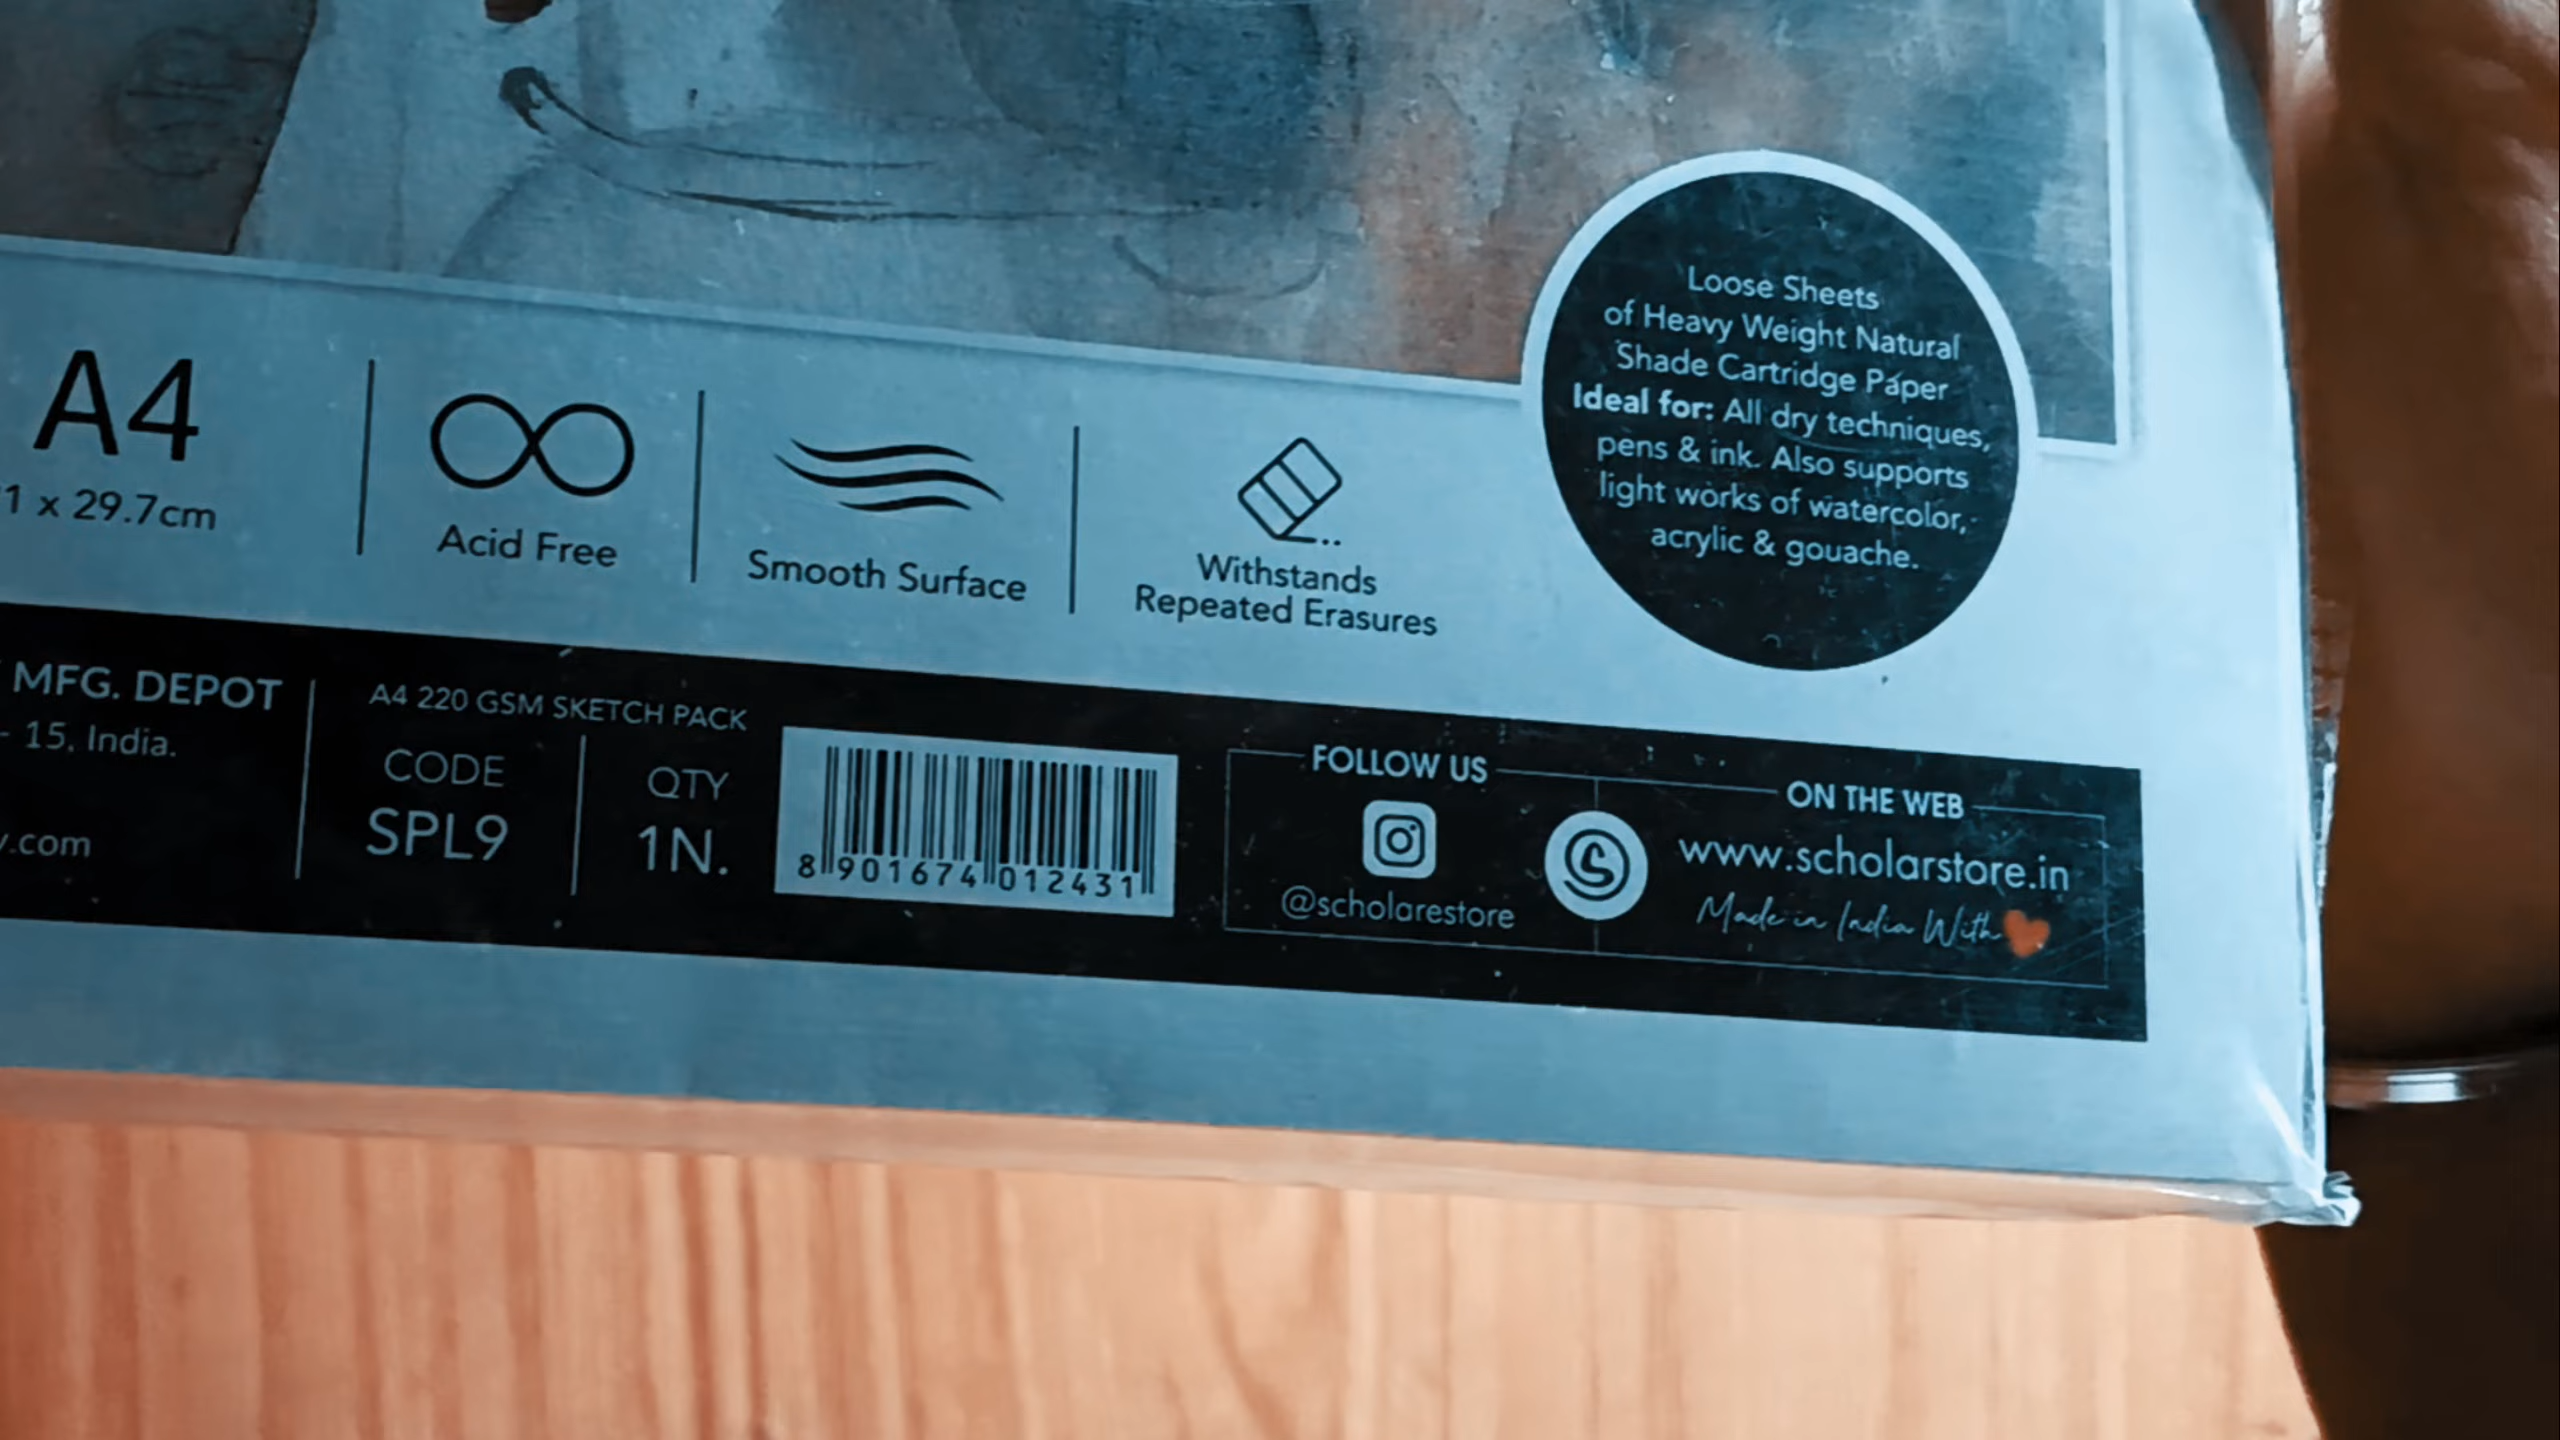 Loose Sheets
of Heavy Weight Natural
Shade Cartridge Paper
Ideal for: All dry techniques,
pens & ink. Also supports
light works of watercolor,
acrylic & gouache.
A4
1 x 29.7cm
Acid Free
Smooth Surface
Withstands
Repeated Erasures
MFG. DEPOT
- 15, India.
.com
A4 220 GSM SKETCH PACK
CODE
SPL9
QTY
1N.
8 901674 012431
FOLLOW US
@scholarestore
ON THE WEB
www.scholarstore.in
Made in India With